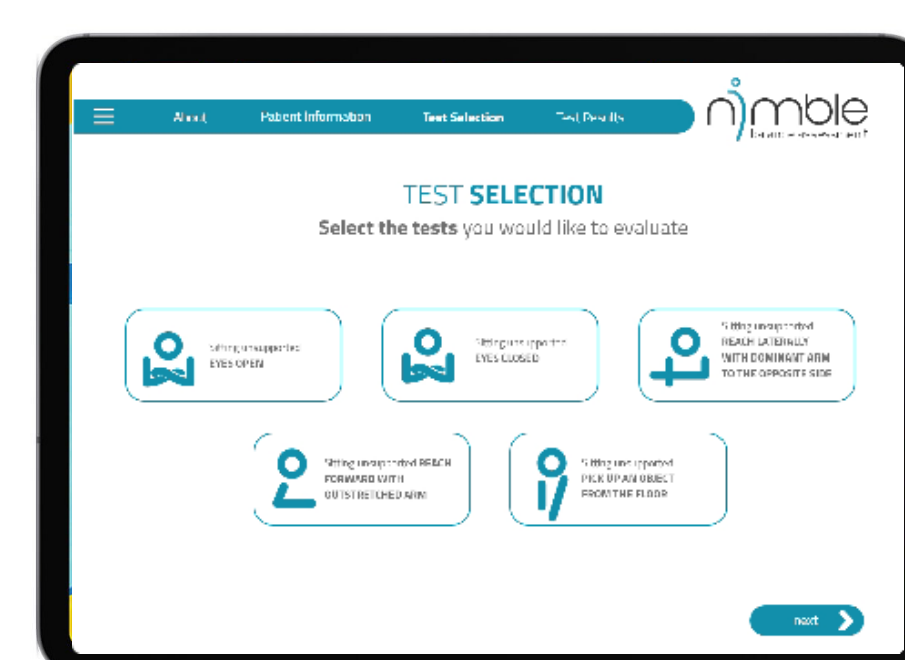 About
Patient Information
Test Selection
Test Results
nimble
balance assessment
TEST SELECTION
Select the tests you would like to evaluate
Sitting unsupported
EYES OPEN
Sitting unsupported
EYES CLOSED
Sitting unsupported
REACH LATERALLY
WITH DOMINANT ARM
TO THE OPPOSITE SIDE
Sitting unsupported REACH
FORWARD WITH
OUTSTRETCHED ARM
Sitting unsupported
PICK UP AN OBJECT
FROM THE FLOOR
next